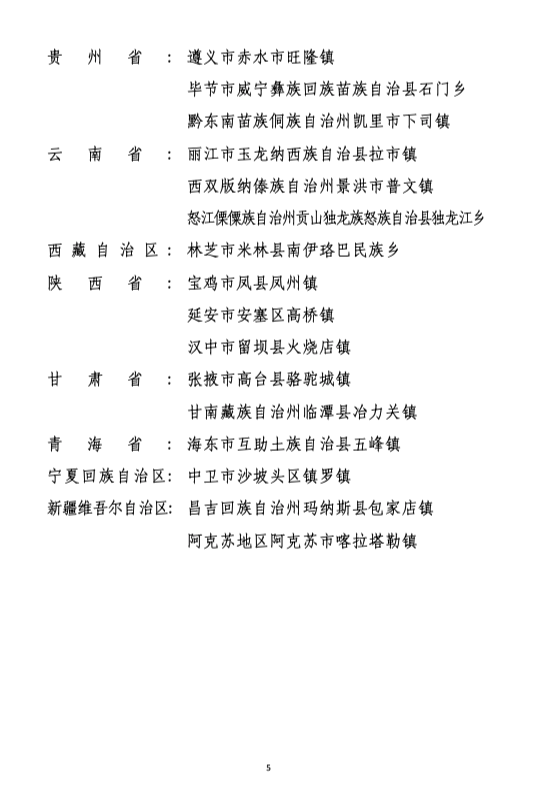 贵州省：遵义市赤水市旺隆镇
毕节市威宁彝族回族苗族自治县石门乡
黔东南苗族侗族自治州凯里市下司镇
云南省：丽江市玉龙纳西族自治县拉市镇
西双版纳傣族自治州景洪市普文镇
怒江傈僳族自治州贡山独龙族怒族自治县独龙江乡
西藏自治区：林芝市米林县南伊珞巴民族乡
陕西省：宝鸡市凤县凤州镇
延安市安塞区高桥镇
汉中市留坝县火烧店镇
甘肃省：张掖市高台县骆驼城镇
甘南藏族自治州临潭县冶力关镇
青海省：海东市互助土族自治县五峰镇
宁夏回族自治区：中卫市沙坡头区镇罗镇
新疆维吾尔自治区：昌吉回族自治州玛纳斯县包家店镇
阿克苏地区阿克苏市喀拉塔勒镇
5